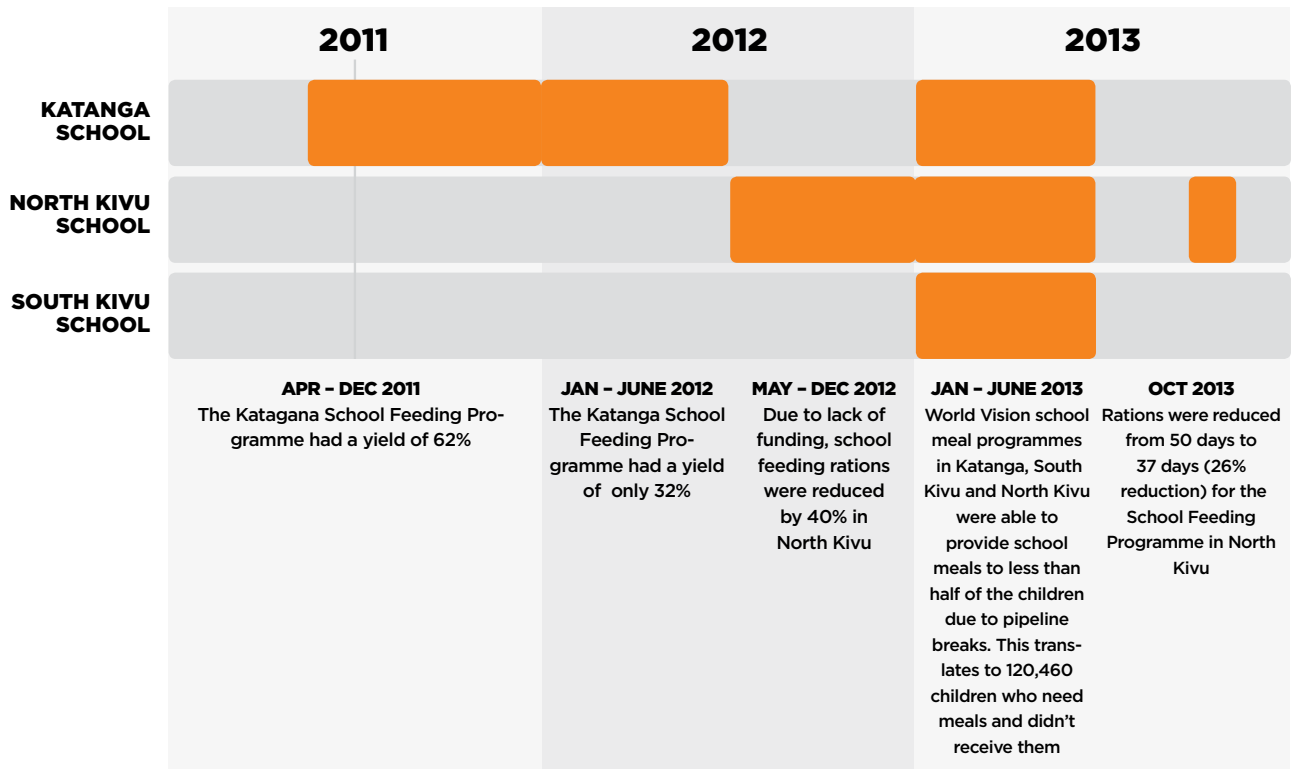 2011
2012
2013
KATANGA
SCHOOL
NORTH KIVU
SCHOOL
SOUTH KIVU
SCHOOL
APR – DEC 2011
The Katagana School Feeding Pro-
gramme had a yield of 62%
JAN – JUNE 2012
The Katanga School
Feeding Pro-
gramme had a yield
of only 32%
MAY – DEC 2012
Due to lack of
funding, school
feeding rations
were reduced
by 40% in
North Kivu
JAN – JUNE 2013
World Vision school
meal programmes
in Katanga, South
Kivu and North Kivu
were able to
provide school
meals to less than
half of the children
due to pipeline
breaks. This trans-
lates to 120,460
children who need
meals and didn't
receive them
OCT 2013
Rations were reduced
from 50 days to
37 days (26%
reduction) for the
School Feeding
Programme in North
Kivu